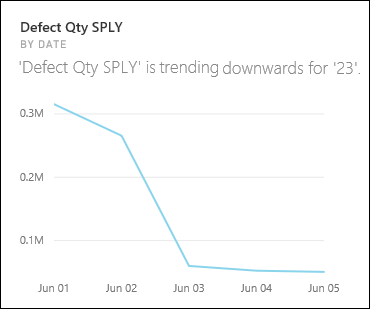 Defect Qty SPLY
BY DATE
'Defect Qty SPLY' is trending downwards for '23'.
0.3M
0.2M
0.1M
Jun 01 Jun 02 Jun 03 Jun 04 Jun 05